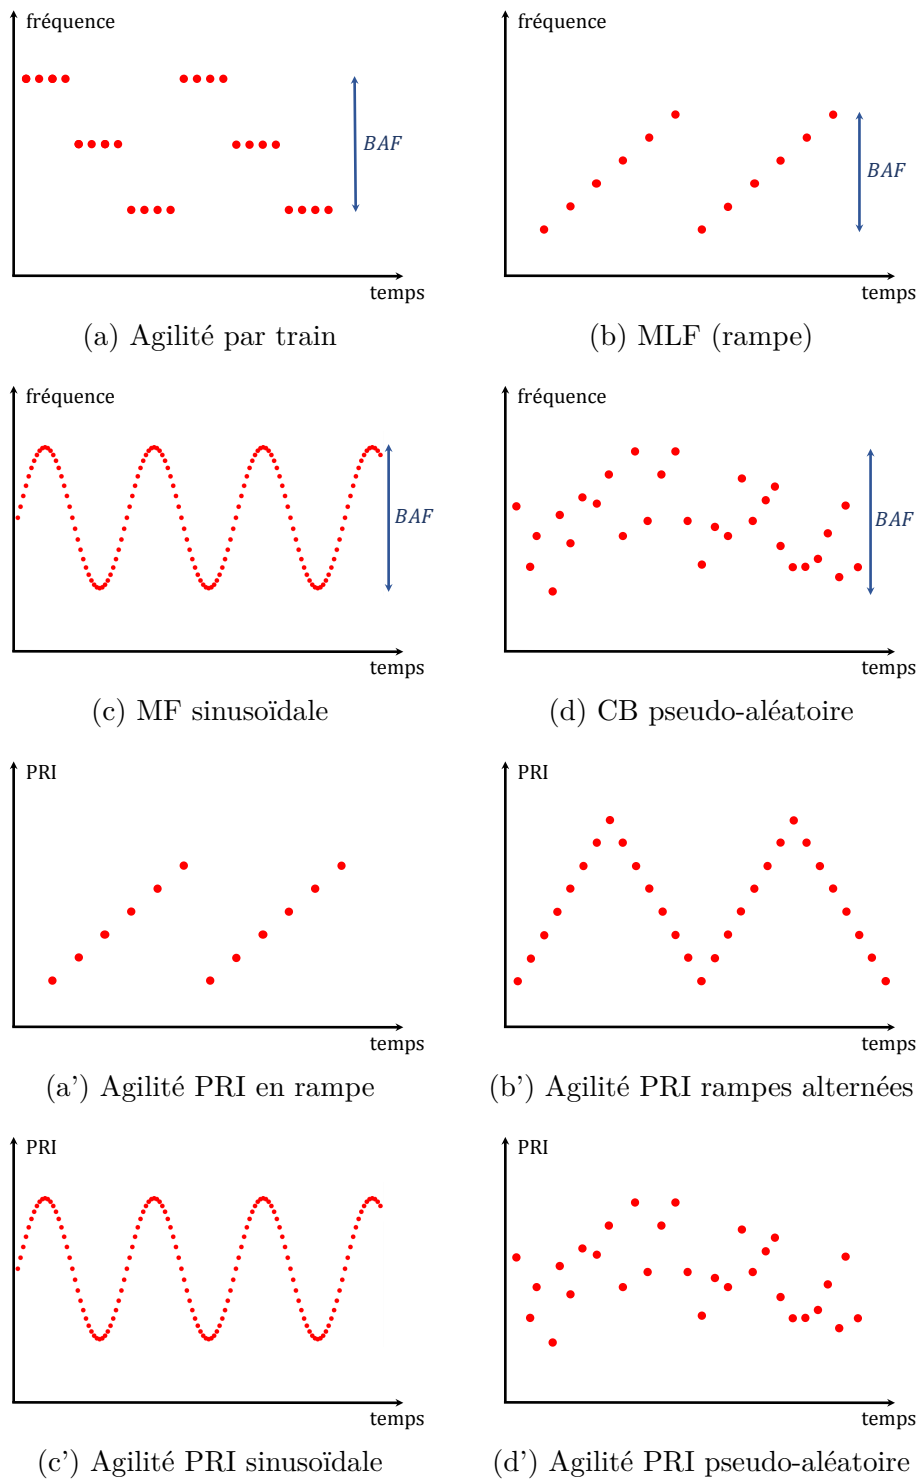 fréquence
BAF
temps
(a) Agilité par train
fréquence
BAF
temps
(b) MLF (rampe)
fréquence
BAF
temps
(c) MF sinusoïdale
fréquence
BAF
temps
(d) CB pseudo-aléatoire
PRI
temps
(a') Agilité PRI en rampe
PRI
temps
(b') Agilité PRI rampes alternées
PRI
temps
(c') Agilité PRI sinusoïdale
PRI
temps
(d') Agilité PRI pseudo-aléatoire